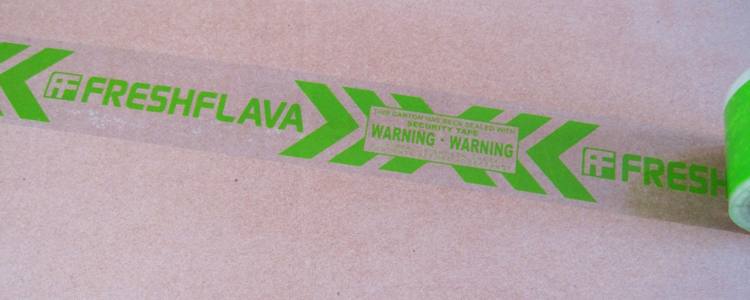 FRESHFLAVA
THIS CARTON HAS BEEN SEALED WITH
SECURITY TAPE
WARNING · WARNING
FRESH